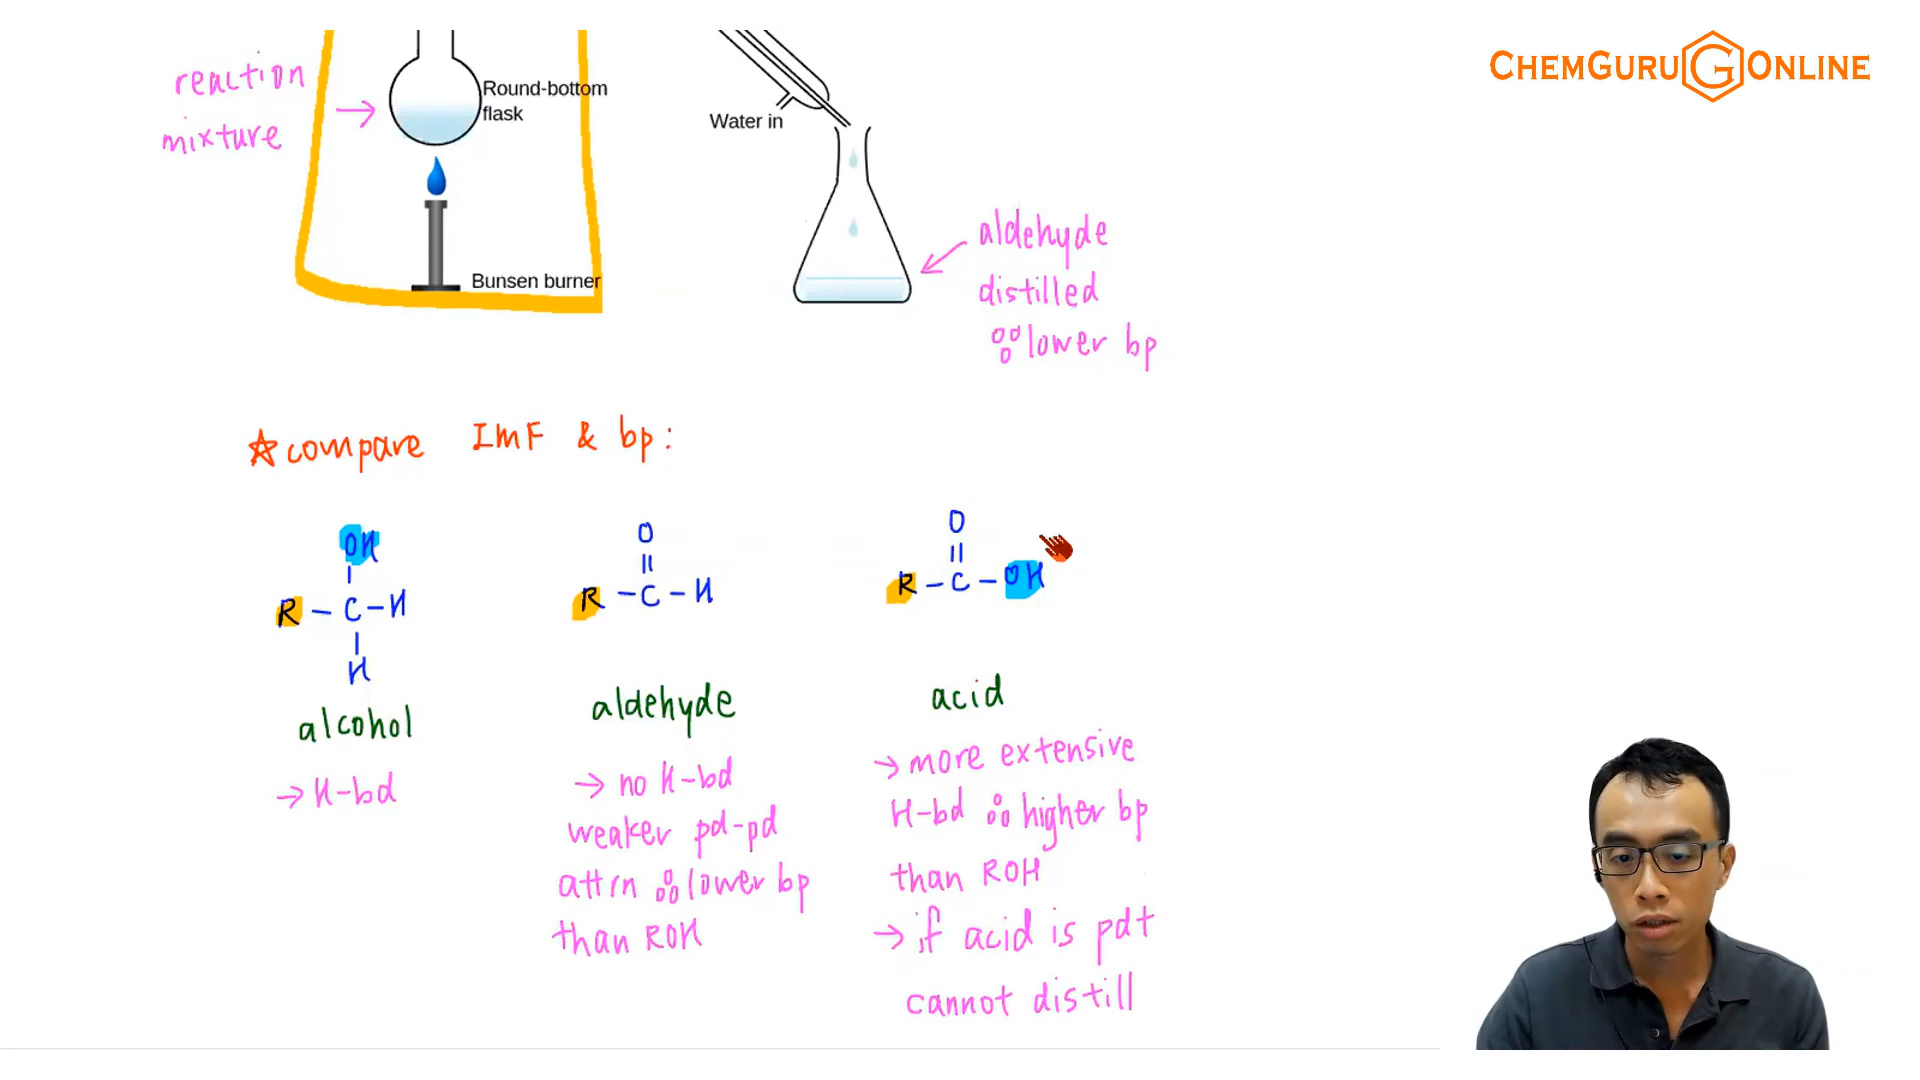 CHEMGURU G ONLINE
reaction
mixture
Round-bottom
flask
Bunsen burner
Water in
aldehyde
distilled
∵ lower bp
☆ compare IMF & bp:
OH
R – C – H
H
alcohol
→ H-bd
O
R – C – H
aldehyde
→ no H-bd
weaker pd-pd
attrn ∴ lower bp
than ROH
O
R – C – OH
acid
→ more extensive
H-bd ∴ higher bp
than ROH
→ if acid is pdt
cannot distill